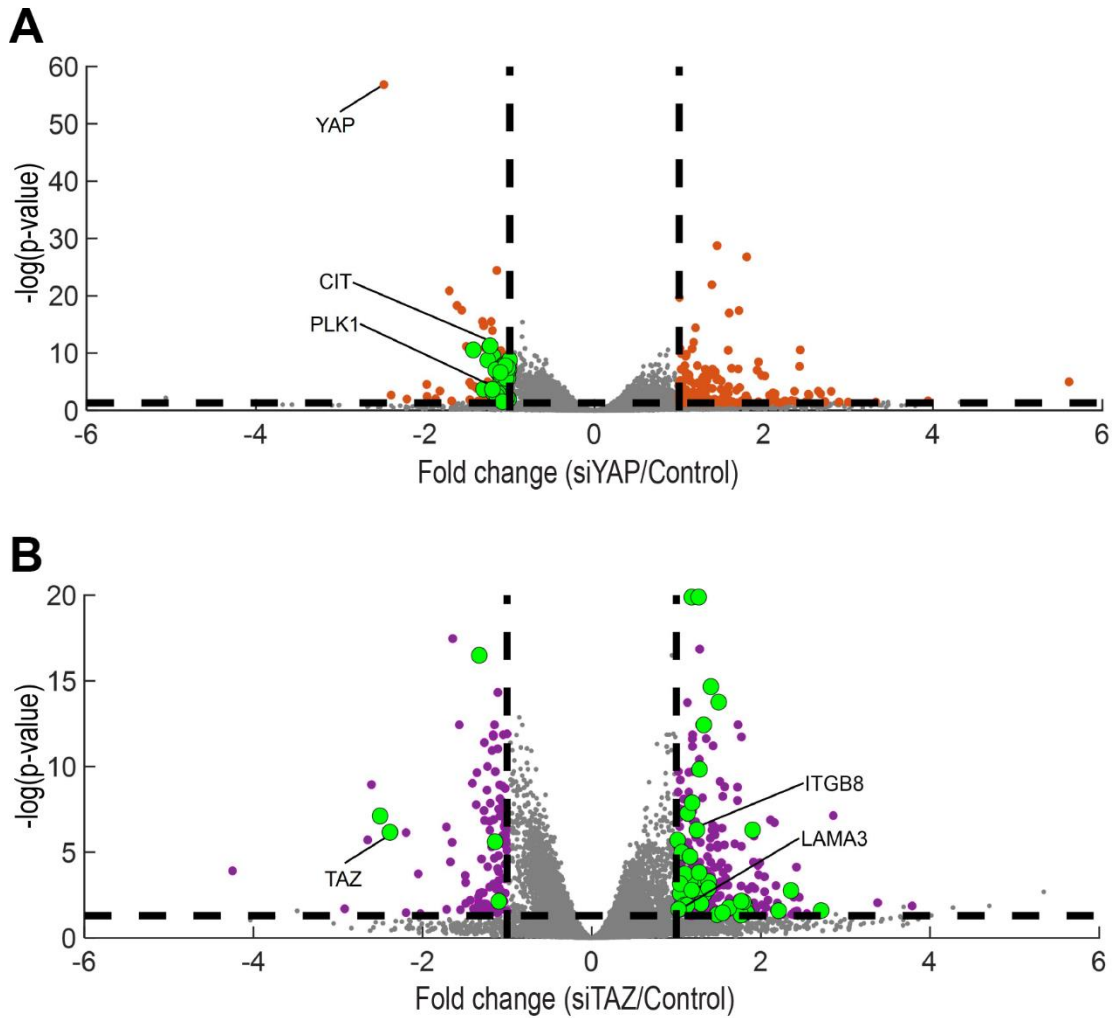 A
60
50
40
30
20
10
0
-log(p-value)
YAP
CIT
PLK1
-6 -4 -2 0 2 4 6
Fold change (siYAP/Control)
B
20
15
10
5
0
-log(p-value)
ITGB8
LAMA3
TAZ
-6 -4 -2 0 2 4 6
Fold change (siTAZ/Control)